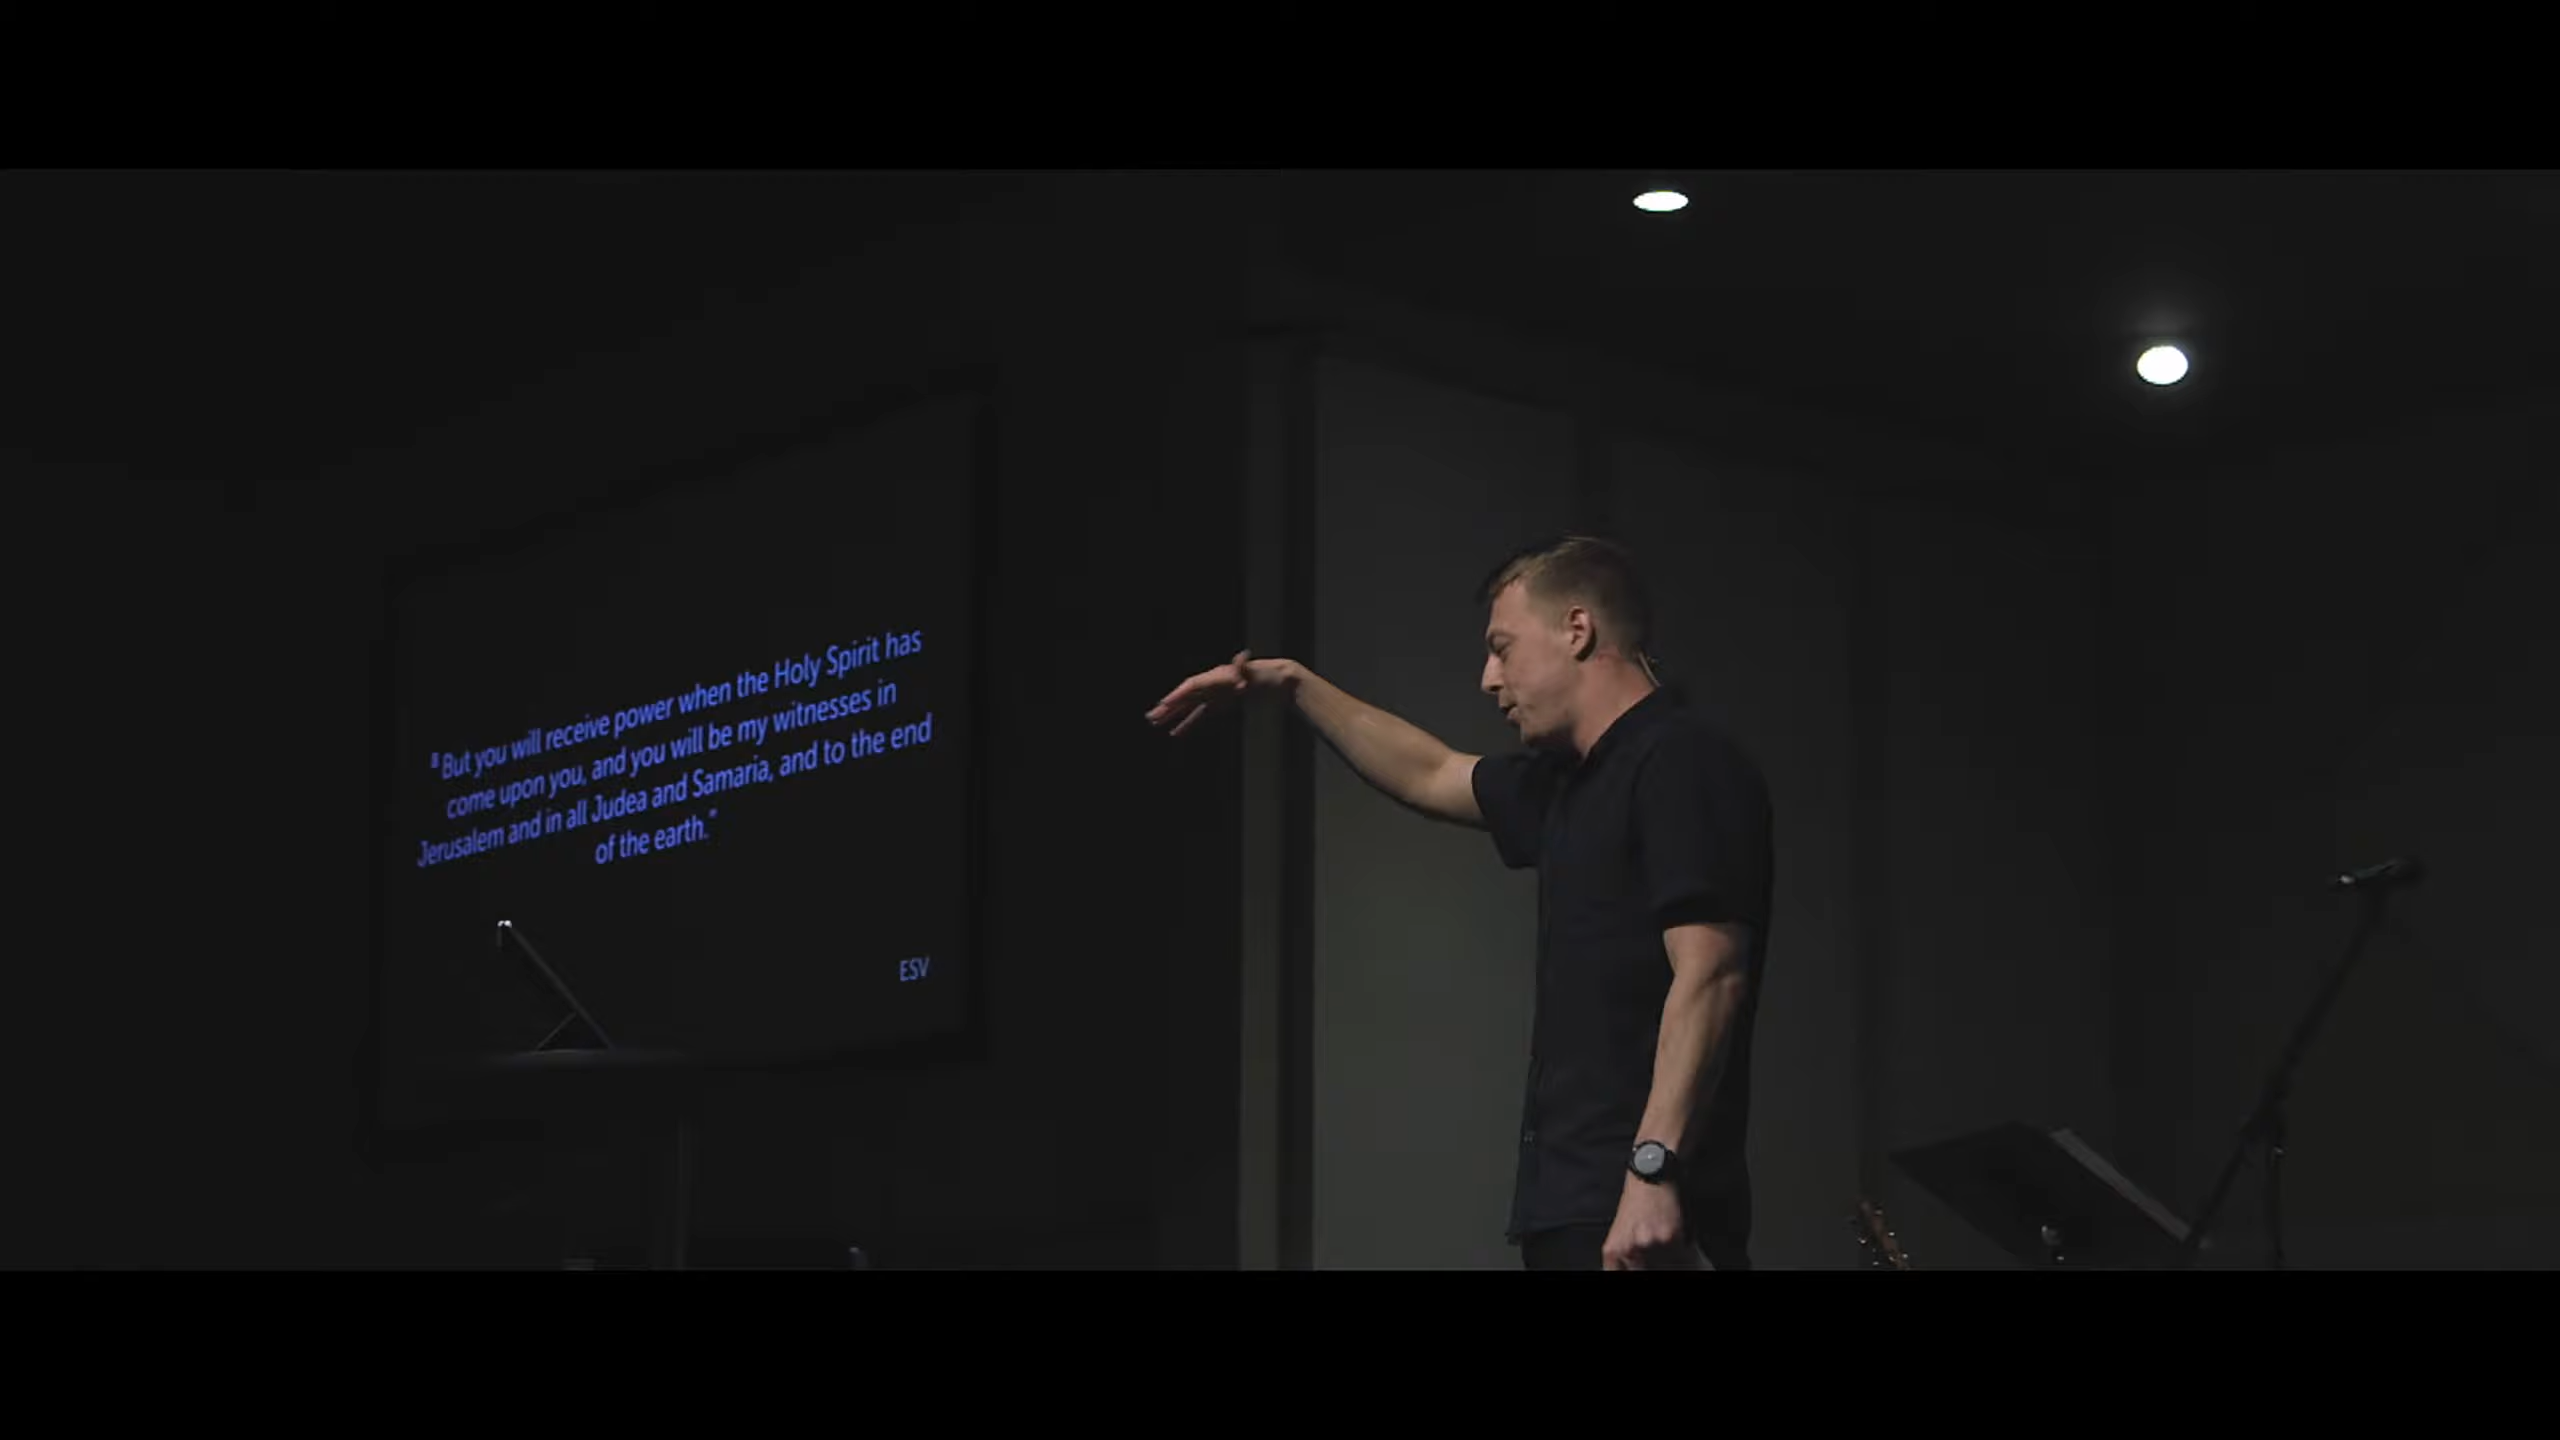 8 But you will receive power when the Holy Spirit has
come upon you, and you will be my witnesses in
Jerusalem and in all Judea and Samaria, and to the end
of the earth."
ESV